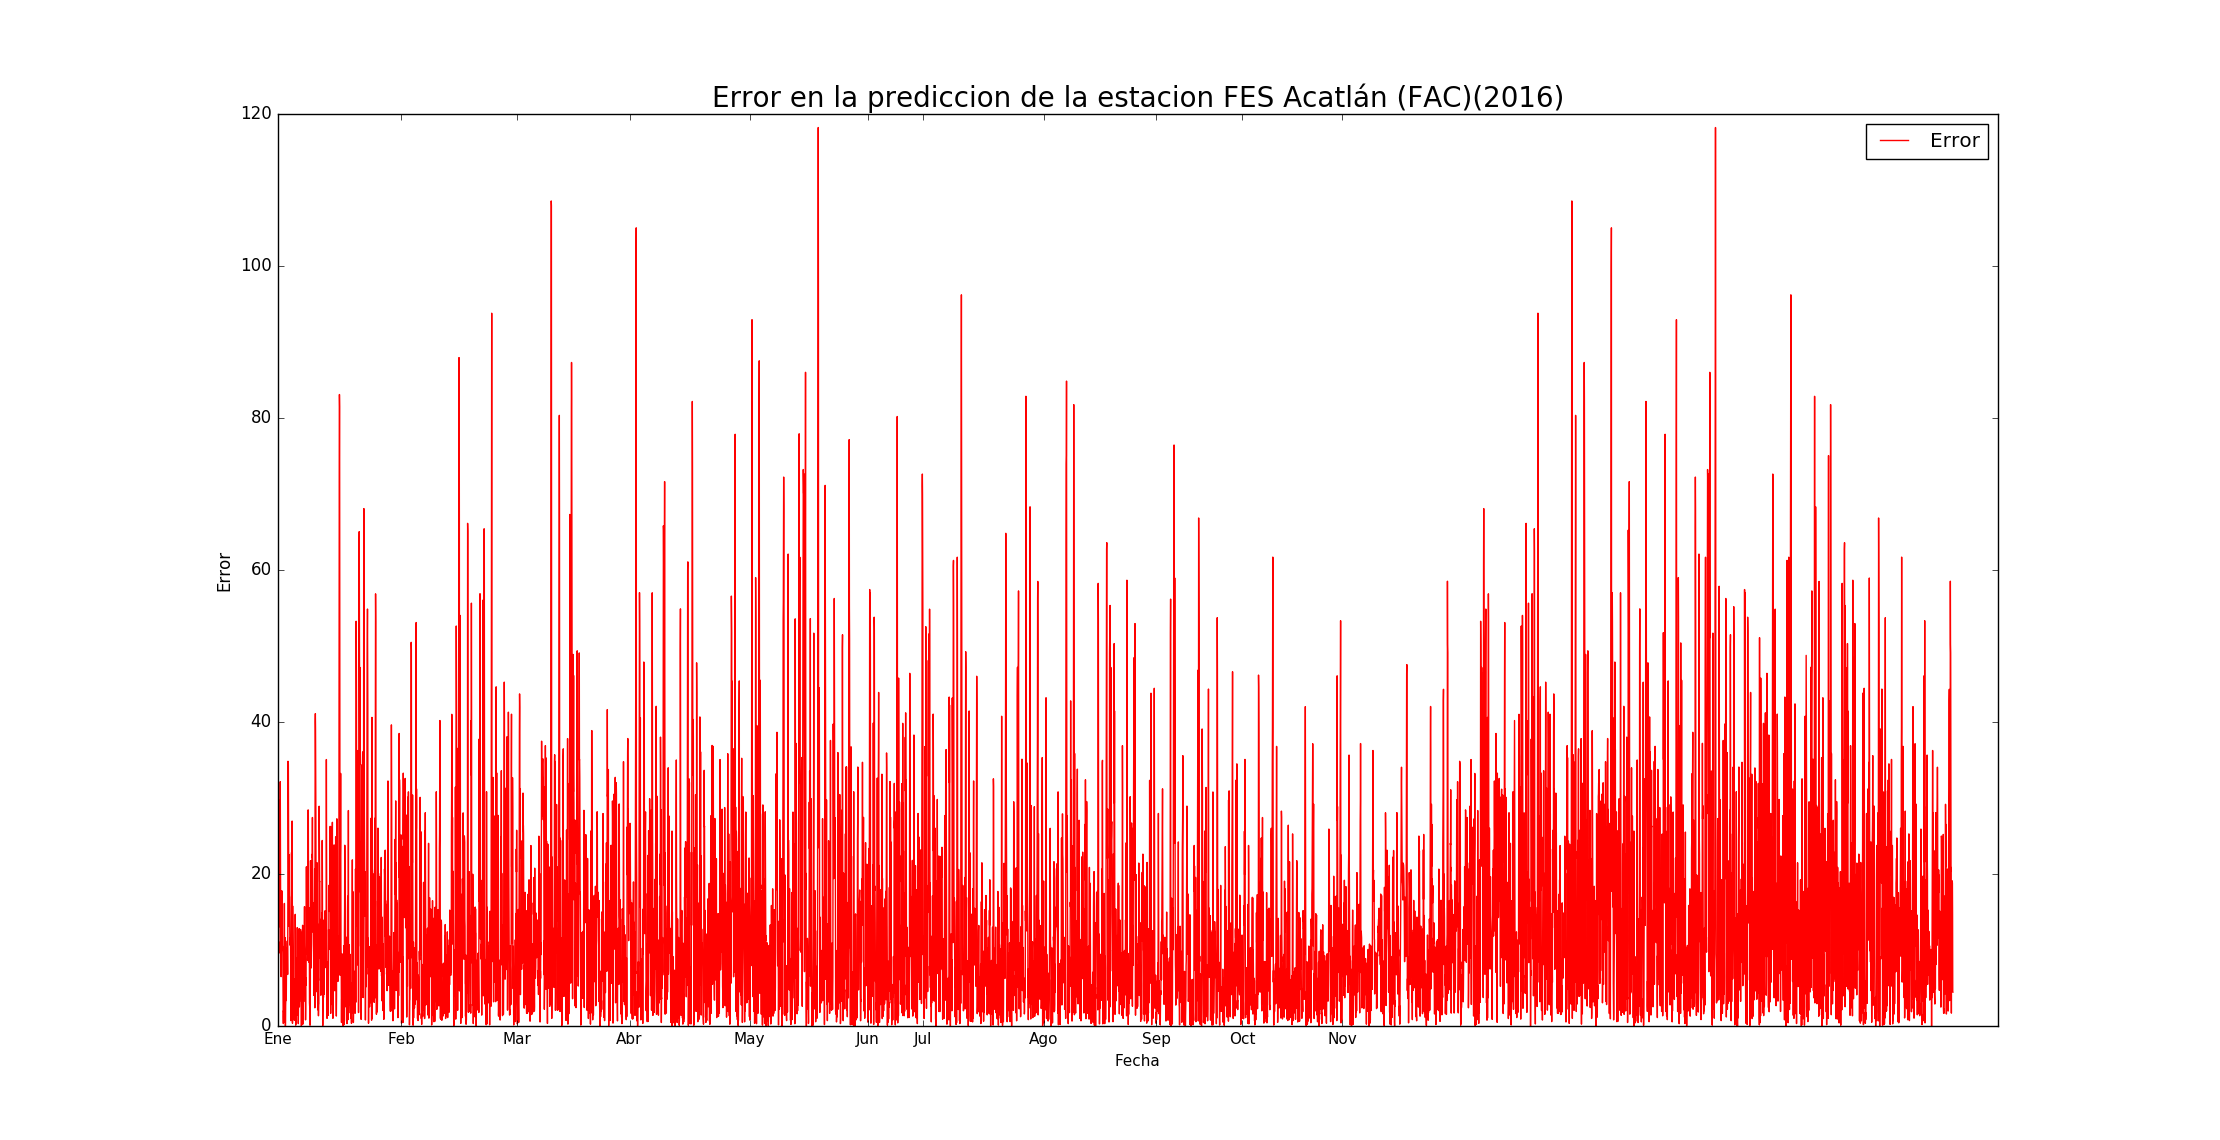 Error en la prediccion de la estacion FES Acatlán (FAC)(2016)
120
100
80
60
40
20
0
Error
Error
Ene Feb Mar Abr May Jun Jul Ago Sep Oct Nov
Fecha